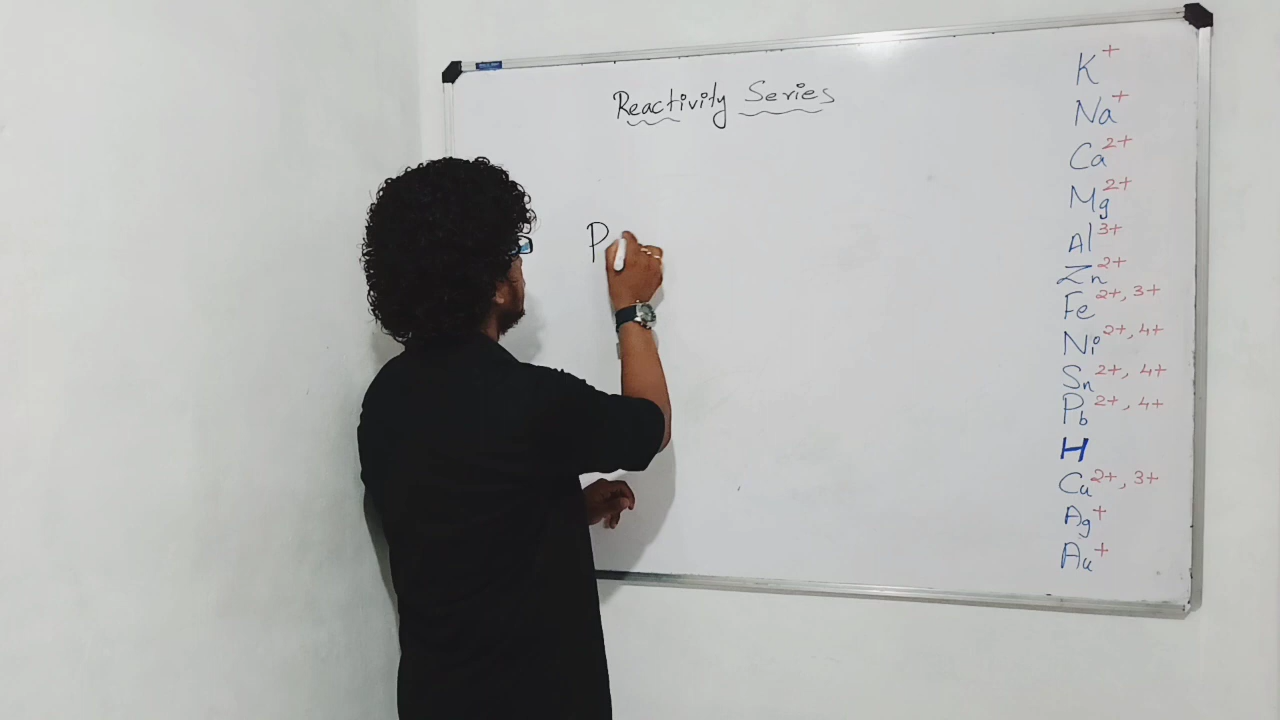 Reactivity Series
P
K+
Na+
Ca2+
Mg2+
Al3+
Zn2+
Fe2+, 3+
Ni2+, 4+
Sn2+, 4+
Pb2+, 4+
H
Cu2+, 3+
Ag+
Au+